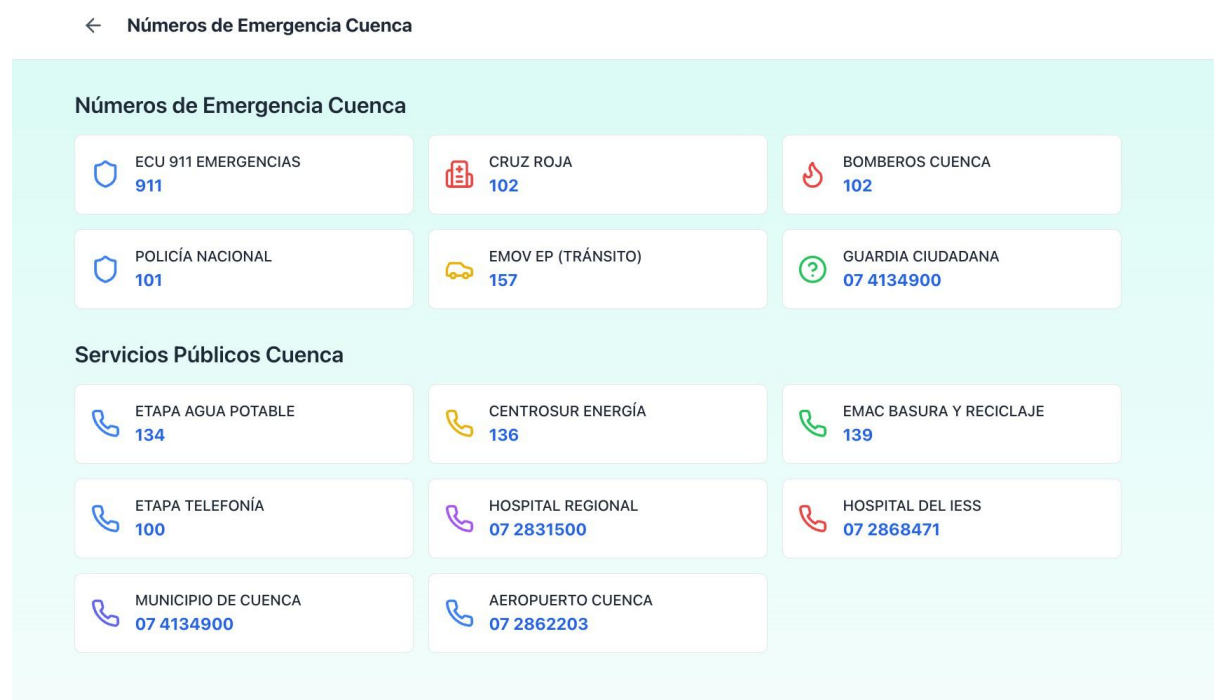 Números de Emergencia Cuenca
Números de Emergencia Cuenca
ECU 911 EMERGENCIAS
911
CRUZ ROJA
102
BOMBEROS CUENCA
102
POLICÍA NACIONAL
101
EMOV EP (TRÁNSITO)
157
GUARDIA CIUDADANA
07 4134900
Servicios Públicos Cuenca
ETAPA AGUA POTABLE
134
CENTROSUR ENERGÍA
136
EMAC BASURA Y RECICLAJE
139
ETAPA TELEFONÍA
100
HOSPITAL REGIONAL
07 2831500
HOSPITAL DEL IESS
07 2868471
MUNICIPIO DE CUENCA
07 4134900
AEROPUERTO CUENCA
07 2862203